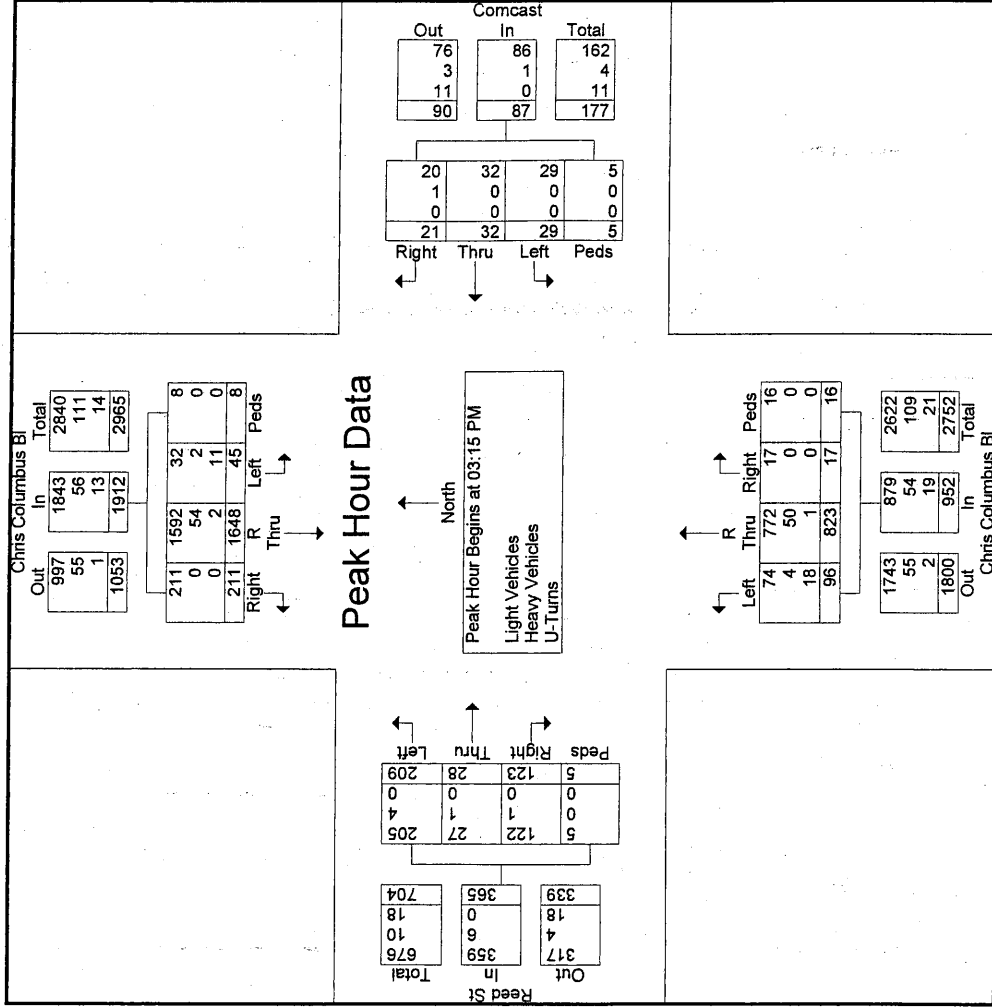 Comcast
Out In Total
76 86 162
3 1 4
11 0 11
90 87 177
20 32 29 5
1 0 0 0
0 0 0 0
21 32 29 5
Right Thru Left Peds
Chris Columbus Bl
Out In Total
997 1843 2840
55 56 111
1 13 14
1053 1912 2965
211 1592 32 8
0 54 2 0
0 2 11 0
211 1648 45 8
Right R Thru Left Peds
Peak Hour Data
North
Peak Hour Begins at 03:15 PM
Light Vehicles
Heavy Vehicles
U-Turns
Left R Thru Right Peds
74 772 17 16
4 50 0 0
18 1 0 0
96 823 17 16
1743 879 2622
55 54 109
2 19 21
1800 952 2752
Out In Total
Chris Columbus Bl
Reed St
Out In Total
317 359 676
4 6 10
18 0 18
339 365 704
5 122 27 205
0 1 1 4
0 0 0 0
5 123 28 209
Peds Right Thru Left